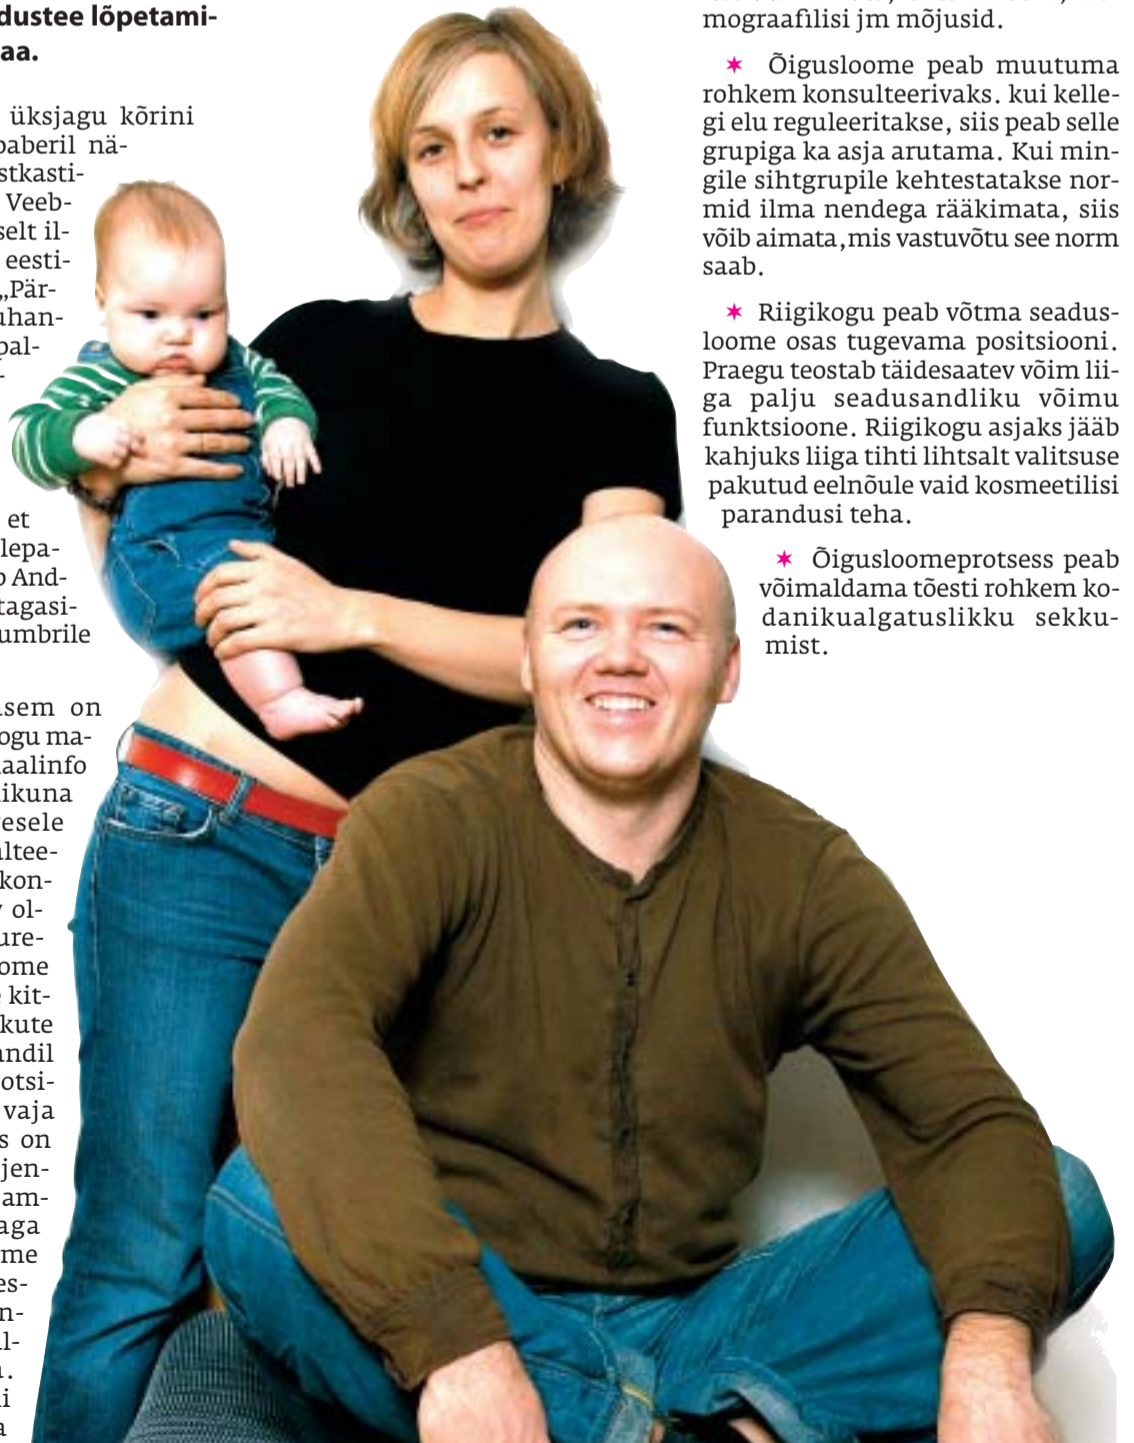 dustee lõpetami-
aa.
üksjagu kõrini
paberil nä-
stkasti-
Veeb-
selt il-
eesti-
„Pär-
uhan-
pal-
et
lepa-
o And-
tagasi-
umbrile
usem on
ogu ma-
aalinfo
iikuna
vesele
altee-
kon-
v ol-
ure-
ome
e kit-
kute
andil
otsi-
vaja
s on
jen-
am-
aga
me
es-
n-
ul-
a.
i
a
mograafilisi jm mõjusid.
✶ Õigusloome peab muutuma
rohkem konsulteerivaks. kui kelle-
gi elu reguleeritakse, siis peab selle
grupiga ka asja arutama. Kui min-
gile sihtgrupile kehtestatakse nor-
mid ilma nendega rääkimata, siis
võib aimata,mis vastuvõtu see norm
saab.
✶ Riigikogu peab võtma seadus-
loome osas tugevama positsiooni.
Praegu teostab täidesaatev võim lii-
ga palju seadusandliku võimu
funktsioone. Riigikogu asjaks jääb
kahjuks liiga tihti lihtsalt valitsuse
pakutud eelnõule vaid kosmeetilisi
parandusi teha.
✶ Õigusloomeprotsess peab
võimaldama tõesti rohkem ko-
danikualgatuslikku sekku-
mist.